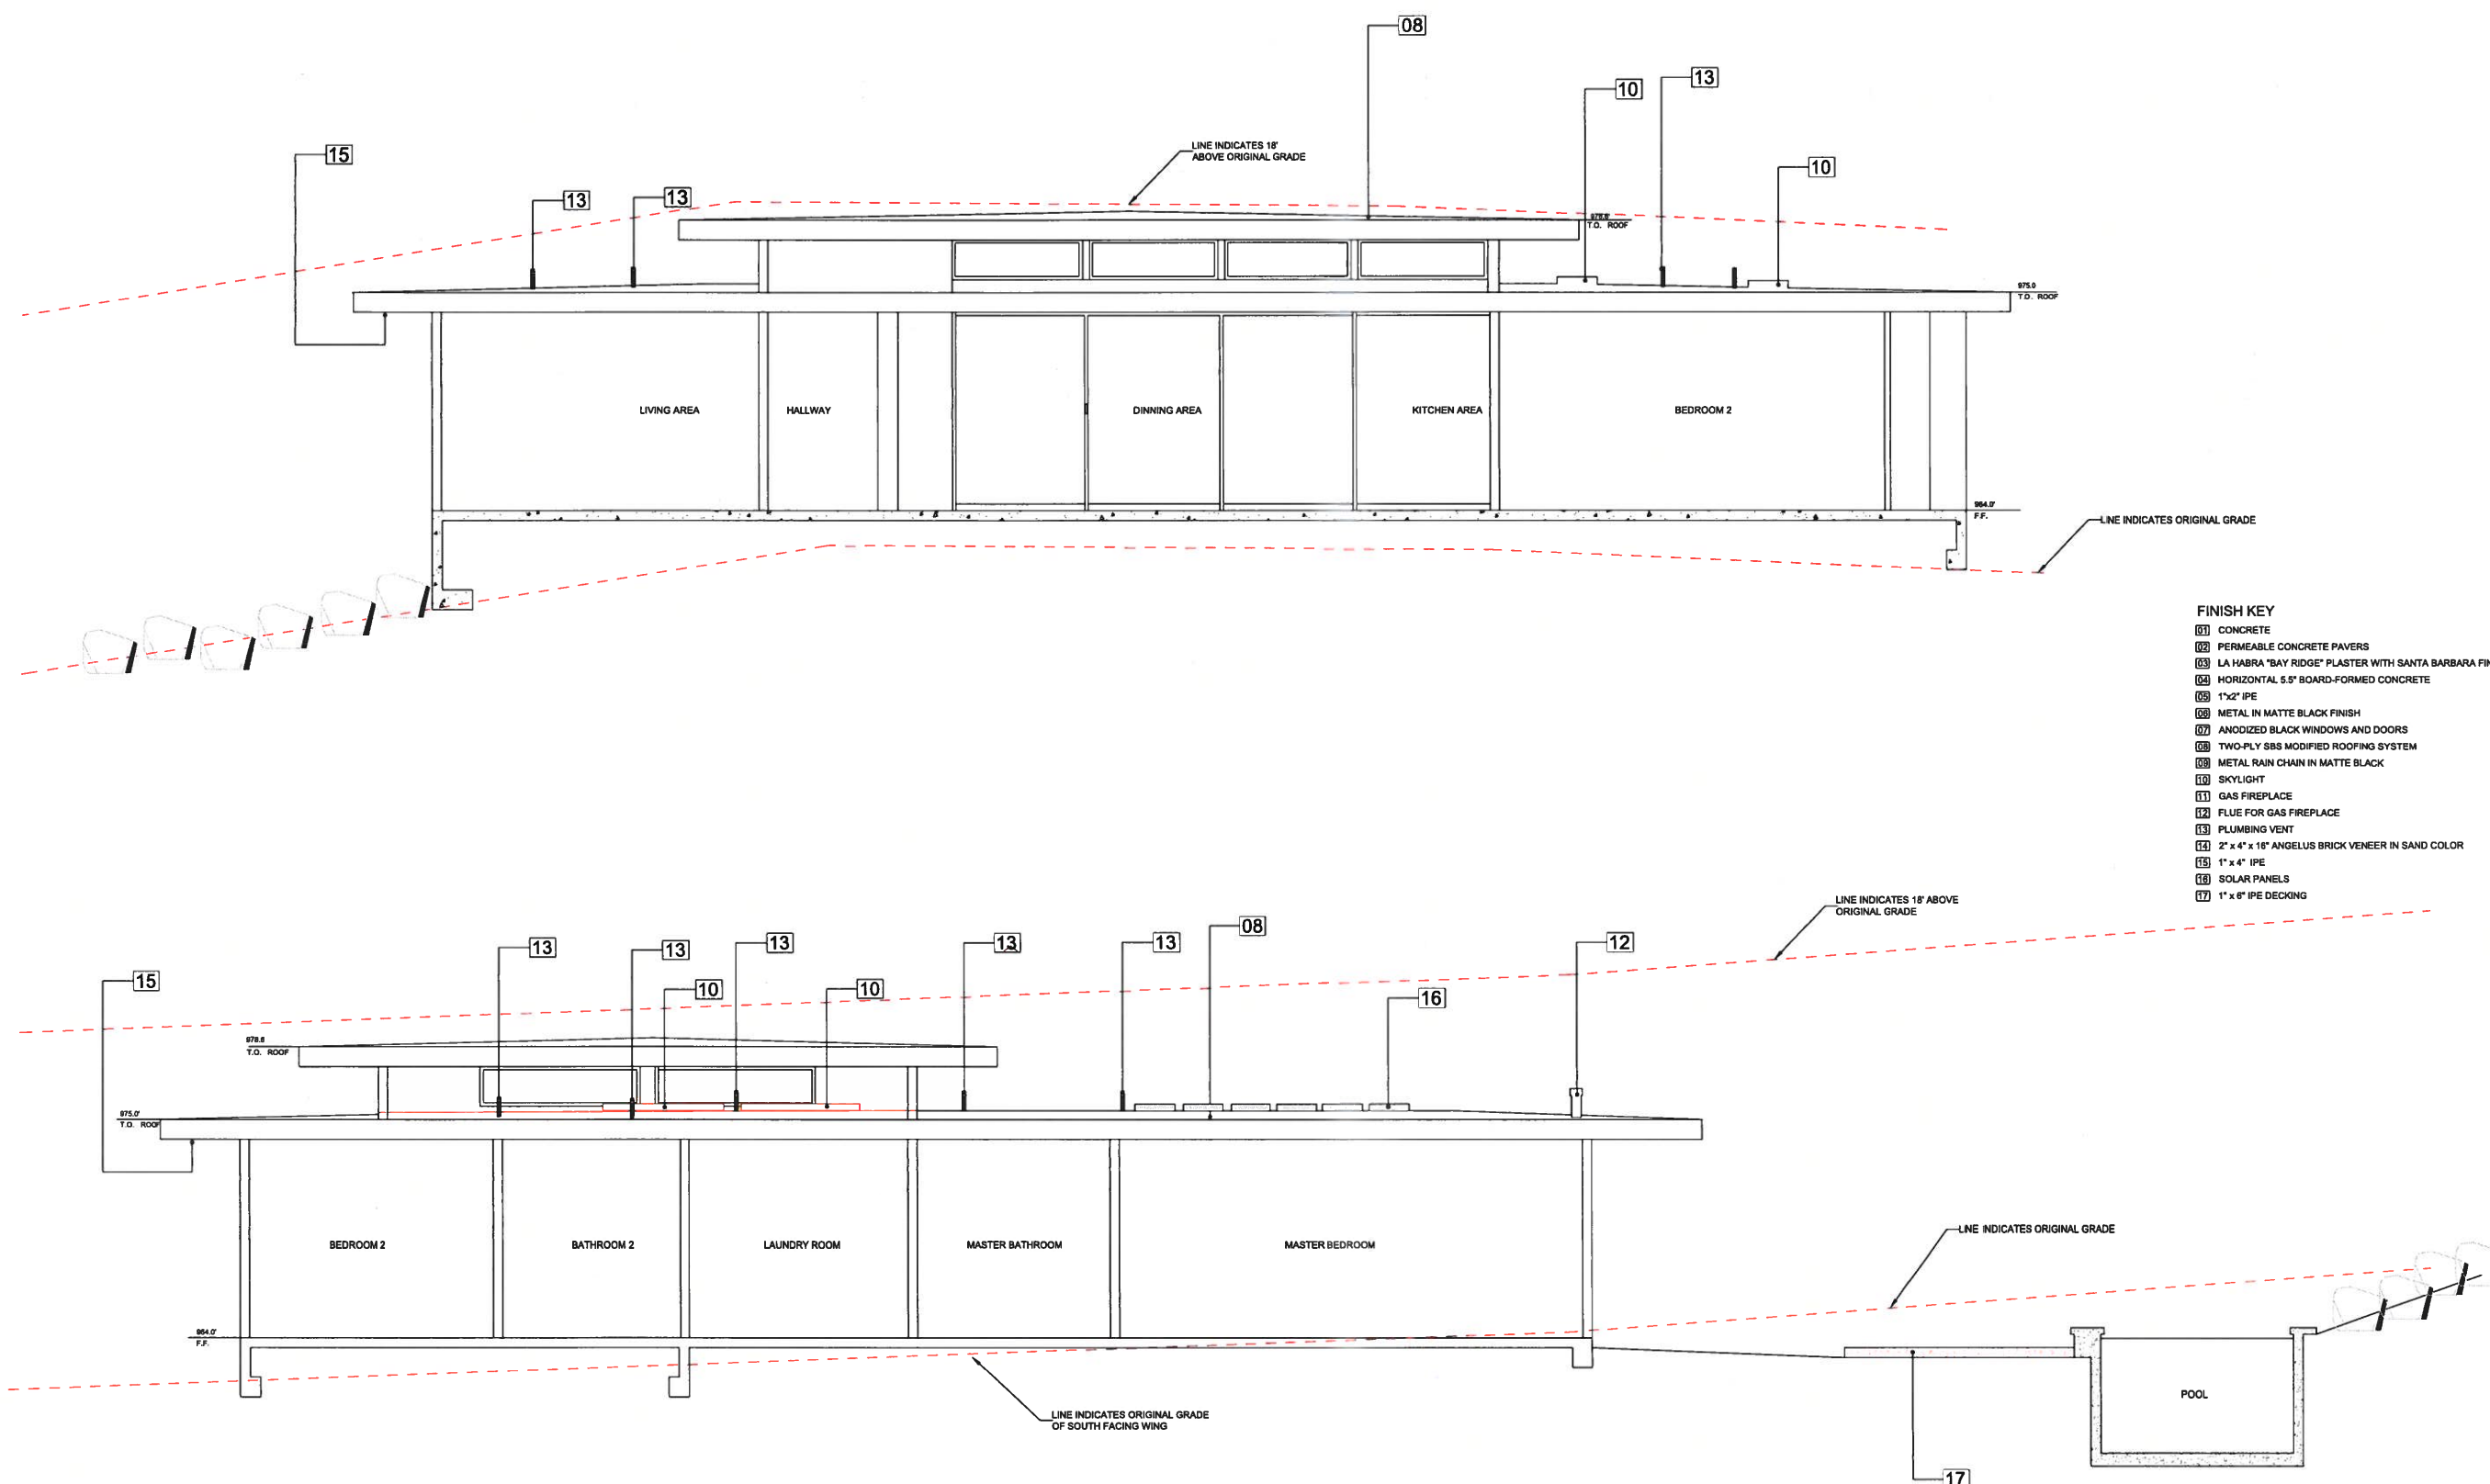 08
13
10
15
LINE INDICATES 18'
ABOVE ORIGINAL GRADE
10
13
13
978.6'
T.O. ROOF
975.0
T.O. ROOF
LIVING AREA
HALLWAY
DINNING AREA
KITCHEN AREA
BEDROOM 2
964.0'
F.F.
LINE INDICATES ORIGINAL GRADE
FINISH KEY
01 CONCRETE
02 PERMEABLE CONCRETE PAVERS
03 LA HABRA "BAY RIDGE" PLASTER WITH SANTA BARBARA FIN
04 HORIZONTAL 5.5" BOARD-FORMED CONCRETE
05 1"x2" IPE
06 METAL IN MATTE BLACK FINISH
07 ANODIZED BLACK WINDOWS AND DOORS
08 TWO-PLY SBS MODIFIED ROOFING SYSTEM
09 METAL RAIN CHAIN IN MATTE BLACK
10 SKYLIGHT
11 GAS FIREPLACE
12 FLUE FOR GAS FIREPLACE
13 PLUMBING VENT
14 2" x 4" x 16" ANGELUS BRICK VENEER IN SAND COLOR
15 1" x 4" IPE
16 SOLAR PANELS
17 1" x 6" IPE DECKING
LINE INDICATES 18' ABOVE
ORIGINAL GRADE
13
13
13
13
13
08
12
15
10
10
16
978.6
T.O. ROOF
975.0'
T.O. ROOF
BEDROOM 2
BATHROOM 2
LAUNDRY ROOM
MASTER BATHROOM
MASTER BEDROOM
LINE INDICATES ORIGINAL GRADE
964.0'
F.F.
POOL
LINE INDICATES ORIGINAL GRADE
OF SOUTH FACING WING
17